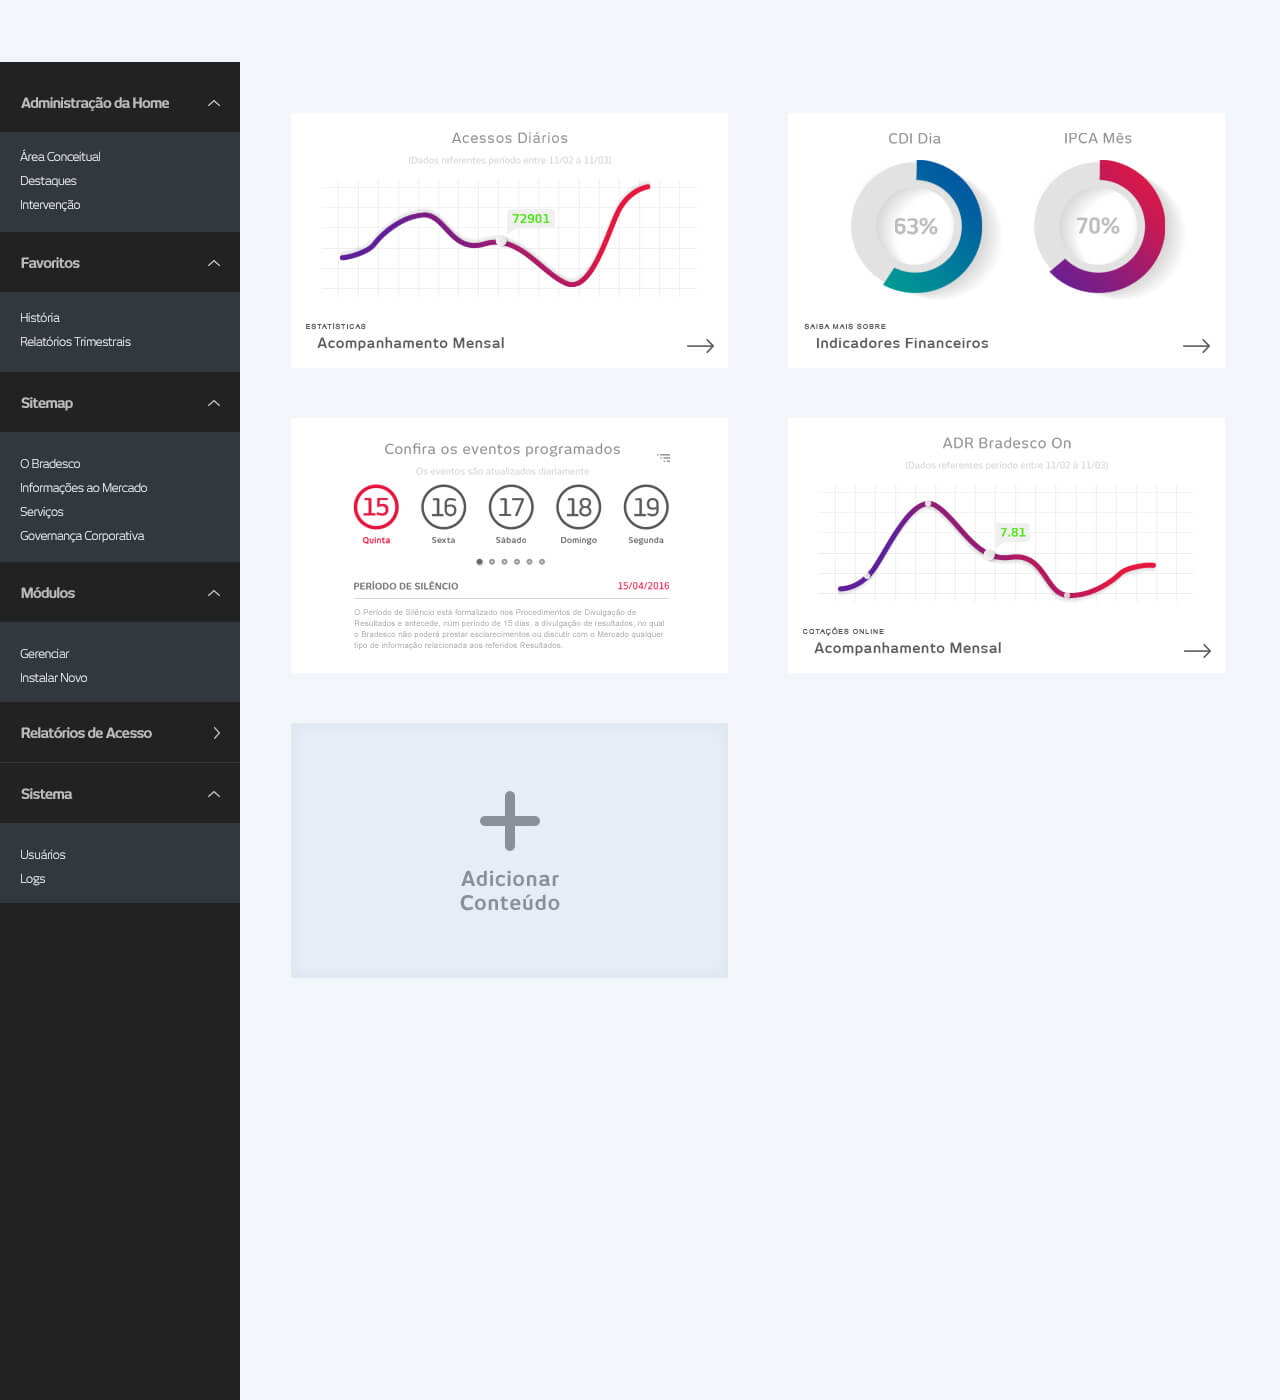 Administração da Home
Área Conceitual
Destaques
Intervenção
Favoritos
História
Relatórios Trimestrais
Sitemap
O Bradesco
Informações ao Mercado
Serviços
Governança Corporativa
Módulos
Gerenciar
Instalar Novo
Relatórios de Acesso
Sistema
Usuários
Logs
Acessos Diários
(Dados referentes período entre 11/02 à 11/03)
72901
ESTATÍSTICAS
Acompanhamento Mensal
CDI Dia
IPCA Mês
63%
70%
SAIBA MAIS SOBRE
Indicadores Financeiros
Confira os eventos programados
Os eventos são atualizados diariamente
15 16 17 18 19
Quinta Sexta Sábado Domingo Segunda
PERÍODO DE SILÊNCIO 15/04/2016
O Período de Silêncio está formalizado nos Procedimentos de Divulgação de
Resultados e antecede, num período de 15 dias, a divulgação de resultados, no qual
o Bradesco não poderá prestar esclarecimentos ou discutir com o Mercado qualquer
tipo de informação relacionada aos referidos Resultados.
ADR Bradesco On
(Dados referentes período entre 11/02 à 11/03)
7.81
COTAÇÕES ONLINE
Acompanhamento Mensal
Adicionar
Conteúdo